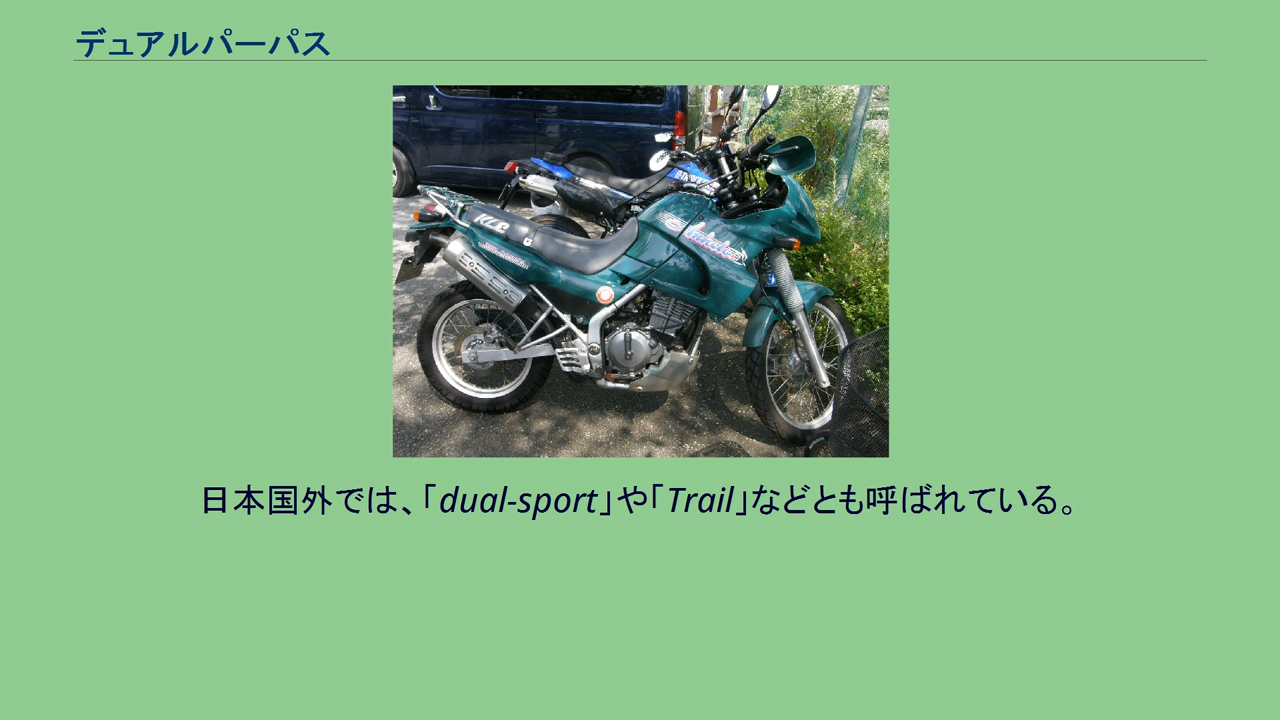 デュアルパーパス
KLE
日本国外では、「dual-sport」や「Trail」などとも呼ばれている。